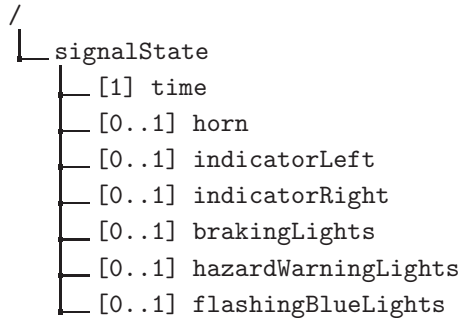 /
signalState
[1] time
[0..1] horn
[0..1] indicatorLeft
[0..1] indicatorRight
[0..1] brakingLights
[0..1] hazardWarningLights
[0..1] flashingBlueLights